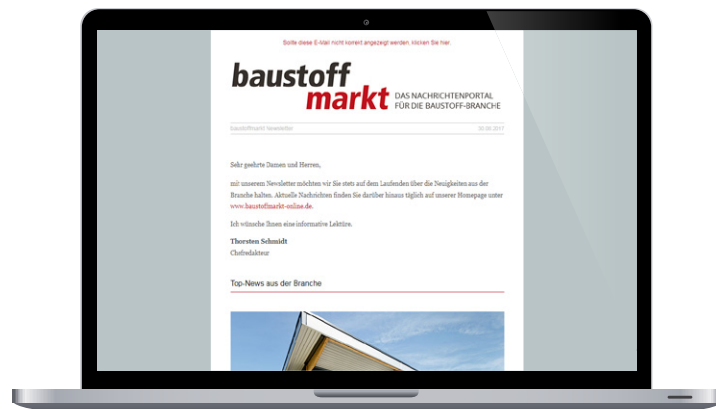 Sollte diese E-Mail nicht korrekt angezeigt werden, klicken Sie hier.
baustoff
markt DAS NACHRICHTENPORTAL
FÜR DIE BAUSTOFF-BRANCHE
baustoffmarkt Newsletter 30.06.2017
Sehr geehrte Damen und Herren,
mit unserem Newsletter möchten wir Sie stets auf dem Laufenden über die Neuigkeiten aus der
Branche halten. Aktuelle Nachrichten finden Sie darüber hinaus täglich auf unserer Homepage unter
www.baustoffmarkt-online.de.
Ich wünsche Ihnen eine informative Lektüre.
Thorsten Schmidt
Chefredakteur
Top-News aus der Branche